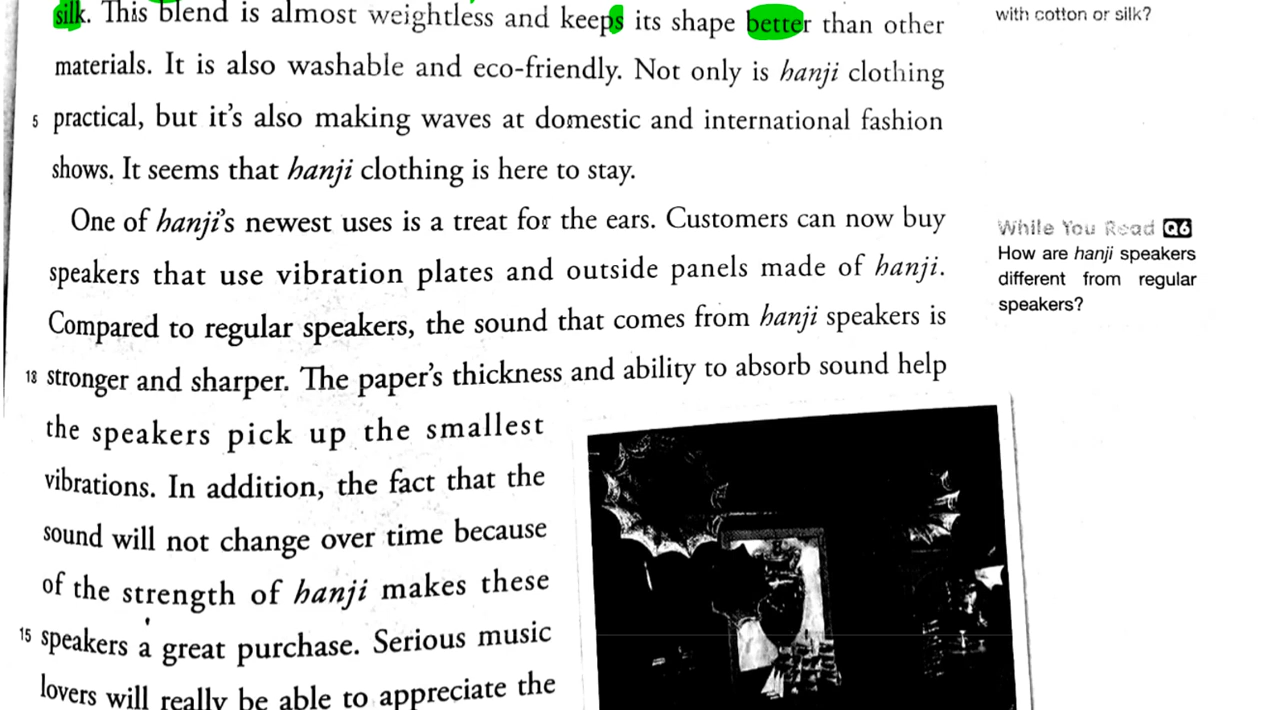 silk. This blend is almost weightless and keeps its shape better than other
materials. It is also washable and eco-friendly. Not only is hanji clothing
5 practical, but it's also making waves at domestic and international fashion
shows. It seems that hanji clothing is here to stay.
One of hanji's newest uses is a treat for the ears. Customers can now buy
speakers that use vibration plates and outside panels made of hanji.
Compared to regular speakers, the sound that comes from hanji speakers is
18 stronger and sharper. The paper's thickness and ability to absorb sound help
the speakers pick up the smallest
vibrations. In addition, the fact that the
sound will not change over time because
of the strength of hanji makes these
15 speakers a great purchase. Serious music
lovers will really be able to appreciate the
with cotton or silk?
While You Read Q6
How are hanji speakers
different from regular
speakers?